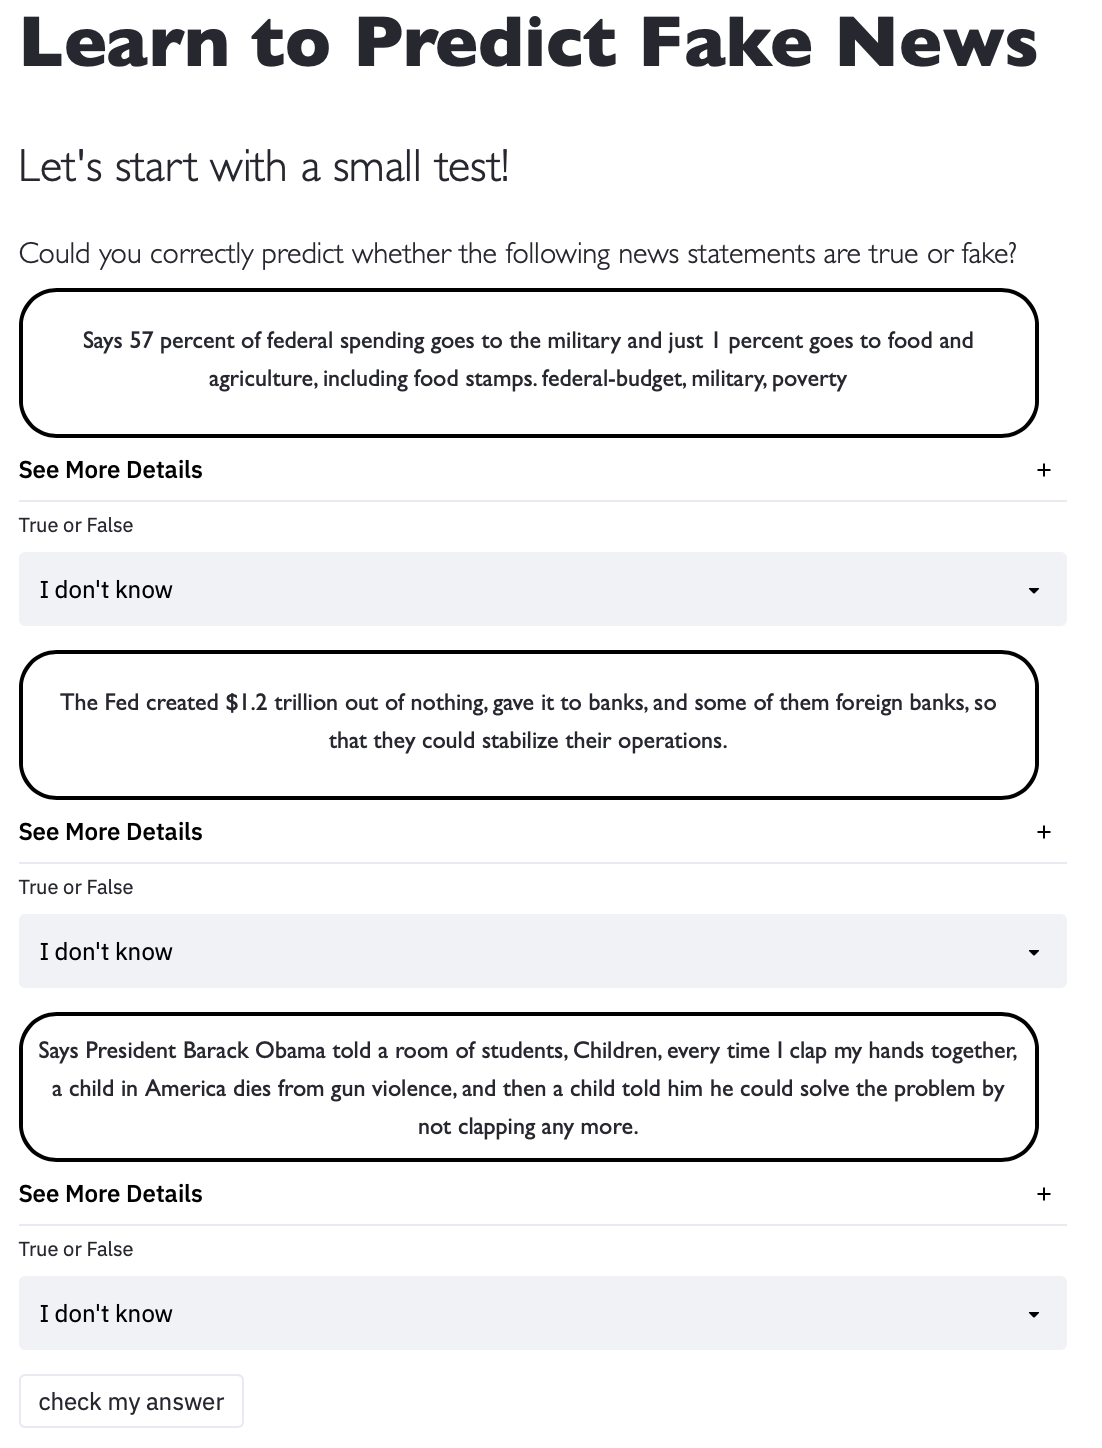 Learn to Predict Fake News
Let's start with a small test!
Could you correctly predict whether the following news statements are true or fake?
Says 57 percent of federal spending goes to the military and just 1 percent goes to food and
agriculture, including food stamps. federal-budget, military, poverty
See More Details +
True or False
I don't know
The Fed created $1.2 trillion out of nothing, gave it to banks, and some of them foreign banks, so
that they could stabilize their operations.
See More Details +
True or False
I don't know
Says President Barack Obama told a room of students, Children, every time I clap my hands together,
a child in America dies from gun violence, and then a child told him he could solve the problem by
not clapping any more.
See More Details +
True or False
I don't know
check my answer